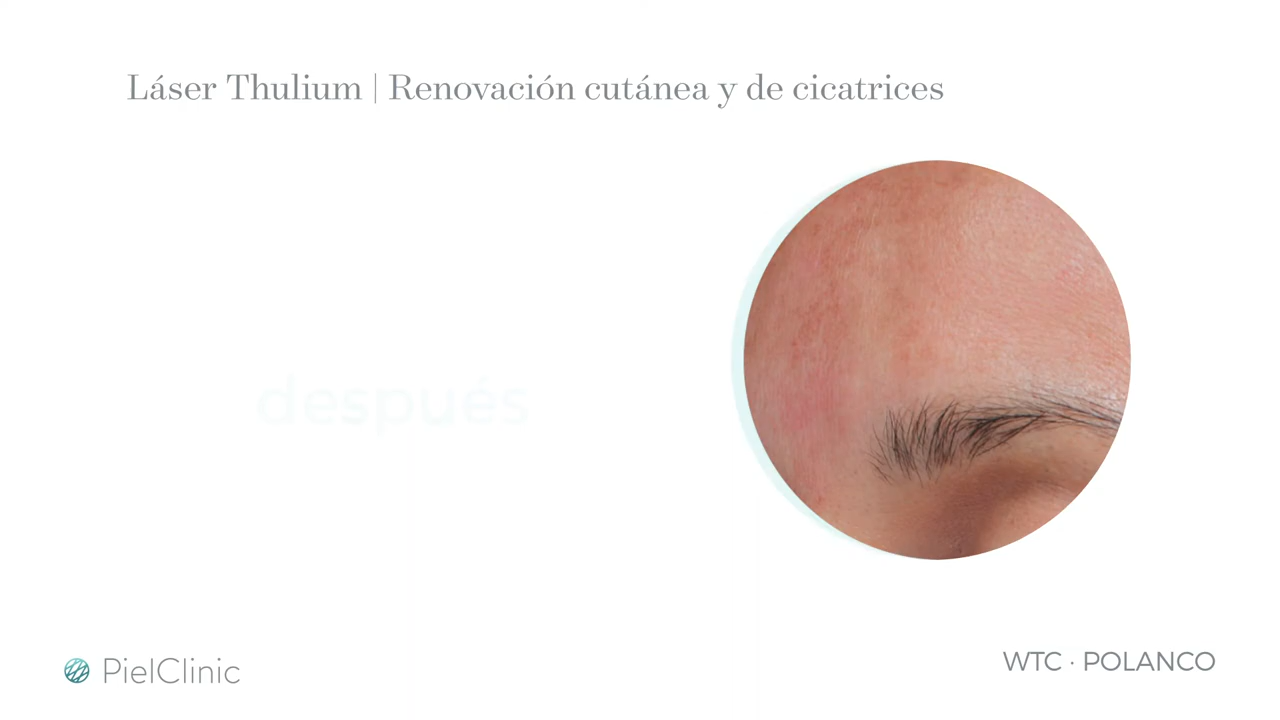 Láser Thulium | Renovación cutánea y de cicatrices
después
PielClinic
WTC · POLANCO